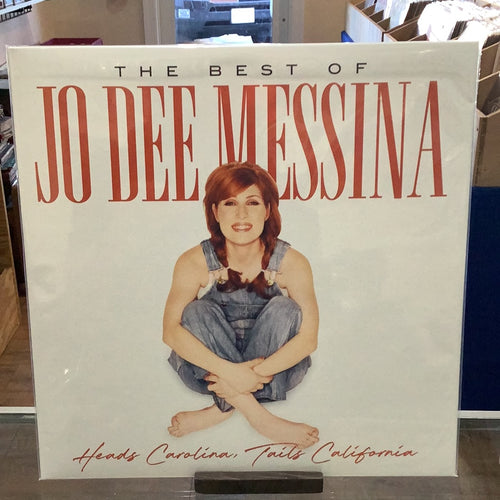 THE BEST OF
JO DEE MESSINA
Heads Carolina, Tails California